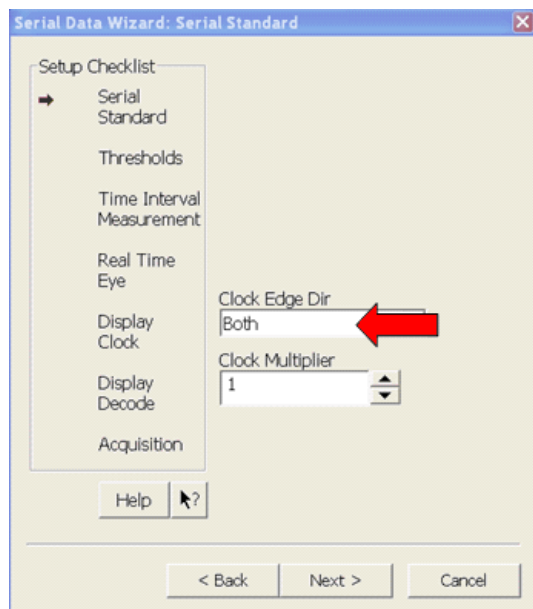 Serial Data Wizard: Serial Standard
Setup Checklist
Serial
Standard
Thresholds
Time Interval
Measurement
Real Time
Eye
Display
Clock
Display
Decode
Acquisition
Clock Edge Dir
Both
Clock Multiplier
1
Help
?
< Back
Next >
Cancel